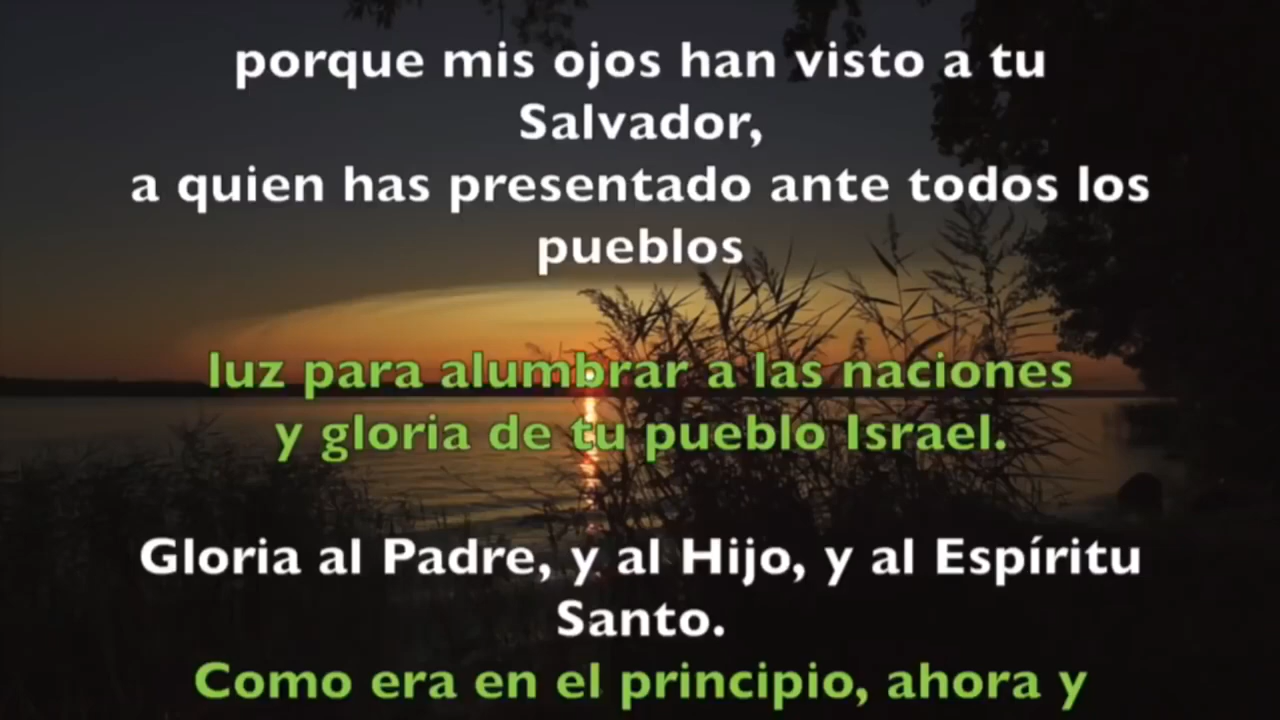 porque mis ojos han visto a tu
Salvador,
a quien has presentado ante todos los
pueblos
luz para alumbrar a las naciones
y gloria de tu pueblo Israel.
Gloria al Padre, y al Hijo, y al Espíritu
Santo.
Como era en el principio, ahora y